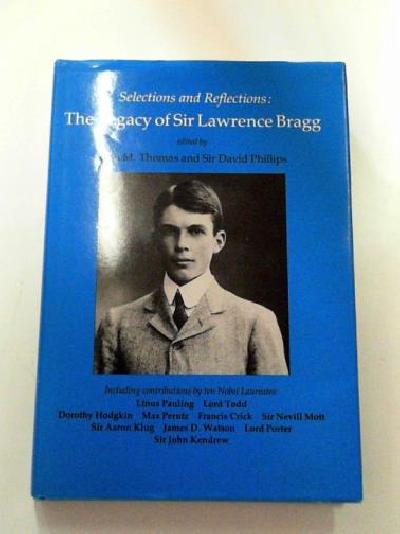 Selections and Reflections:
The Legacy of Sir Lawrence Bragg
edited by
M. Thomas and Sir David Phillips
Including contributions by ten Nobel Laureates:
Linus Pauling Lord Todd
Dorothy Hodgkin Max Perutz Francis Crick Sir Nevill Mott
Sir Aaron Klug James D. Watson Lord Porter
Sir John Kendrew